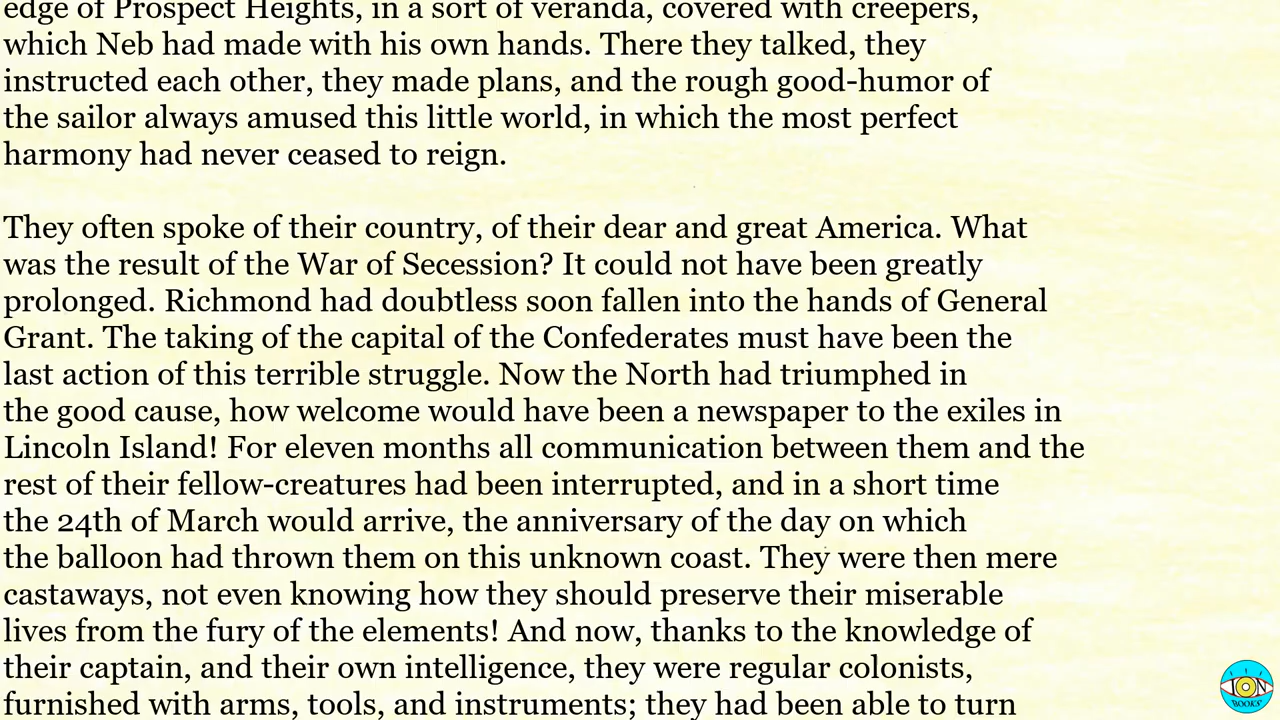 edge of Prospect Heights, in a sort of veranda, covered with creepers,
which Neb had made with his own hands. There they talked, they
instructed each other, they made plans, and the rough good-humor of
the sailor always amused this little world, in which the most perfect
harmony had never ceased to reign.
They often spoke of their country, of their dear and great America. What
was the result of the War of Secession? It could not have been greatly
prolonged. Richmond had doubtless soon fallen into the hands of General
Grant. The taking of the capital of the Confederates must have been the
last action of this terrible struggle. Now the North had triumphed in
the good cause, how welcome would have been a newspaper to the exiles in
Lincoln Island! For eleven months all communication between them and the
rest of their fellow-creatures had been interrupted, and in a short time
the 24th of March would arrive, the anniversary of the day on which
the balloon had thrown them on this unknown coast. They were then mere
castaways, not even knowing how they should preserve their miserable
lives from the fury of the elements! And now, thanks to the knowledge of
their captain, and their own intelligence, they were regular colonists,
furnished with arms, tools, and instruments; they had been able to turn
ION
BOOKS